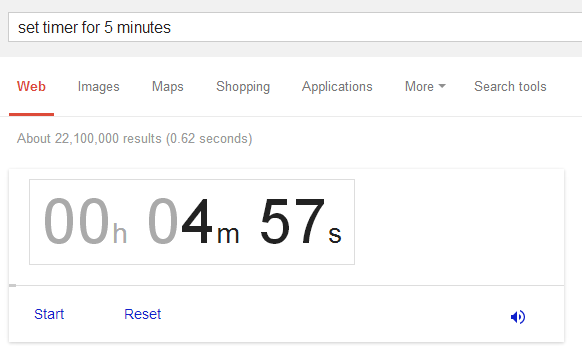 set timer for 5 minutes
Web Images Maps Shopping Applications More Search tools
About 22,100,000 results (0.62 seconds)
00h 04m 57s
Start Reset